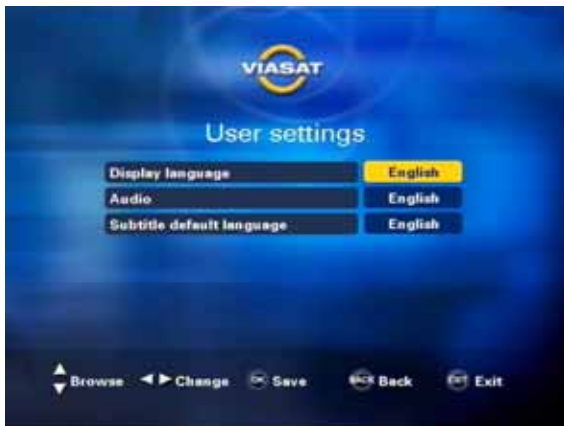 VIASAT
User settings
Display language English
Audio English
Subtitle default language English
Browse Change OK Save BACK Back EXIT Exit